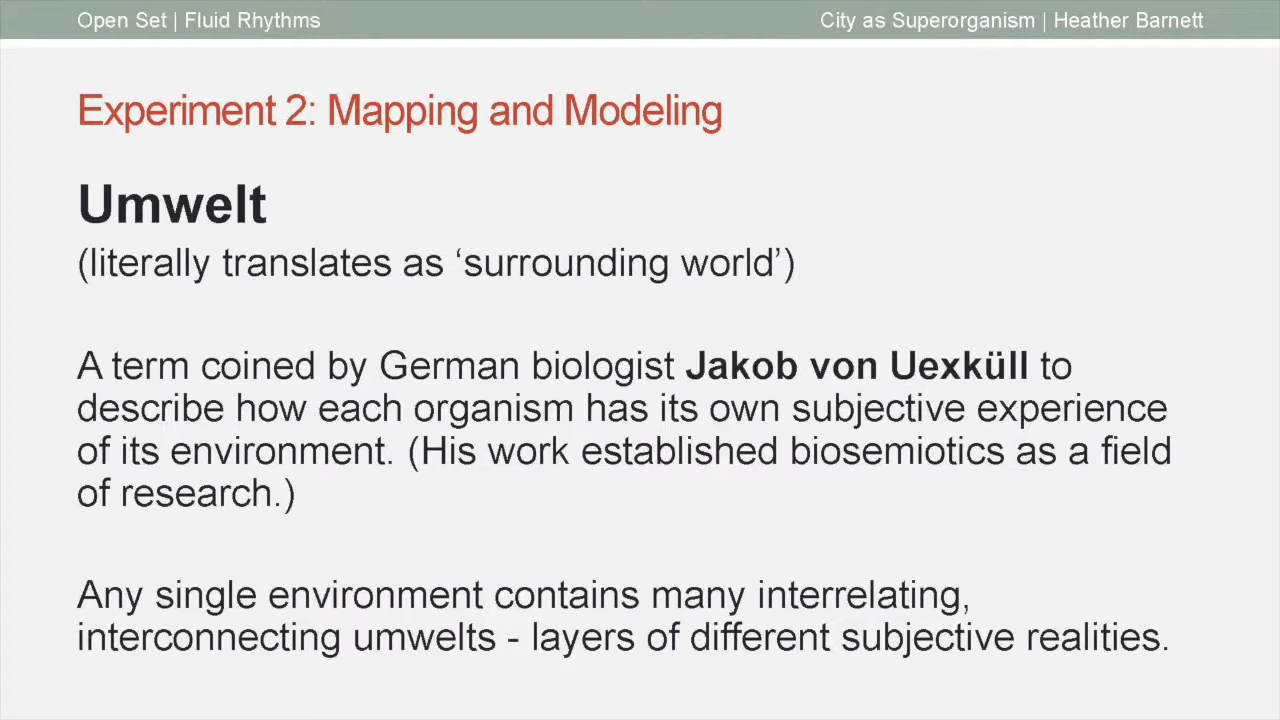 Open Set | Fluid Rhythms
City as Superorganism | Heather Barnett
Experiment 2: Mapping and Modeling
Umwelt
(literally translates as ‘surrounding world’)
A term coined by German biologist Jakob von Uexküll to
describe how each organism has its own subjective experience
of its environment. (His work established biosemiotics as a field
of research.)
Any single environment contains many interrelating,
interconnecting umwelts - layers of different subjective realities.